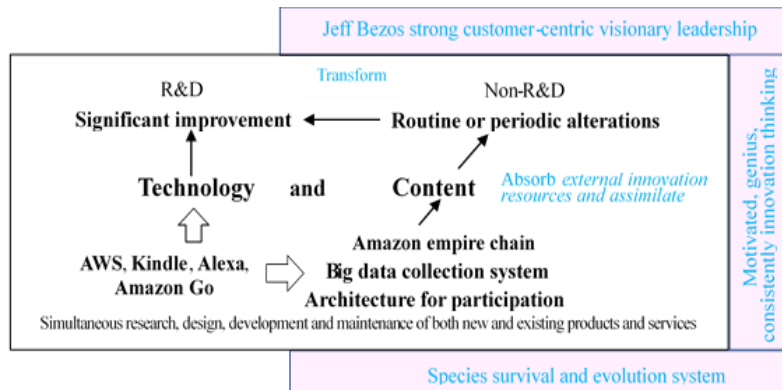 Jeff Bezos strong customer-centric visionary leadership
R&D
Transform
Non-R&D
Significant improvement
Routine or periodic alterations
Technology and Content
Absorb external innovation
resources and assimilate
Amazon empire chain
AWS, Kindle, Alexa,
Amazon Go
Big data collection system
Architecture for participation
Simultaneous research, design, development and maintenance of both new and existing products and services
Motivated, genius,
consistently innovation thinking
Species survival and evolution system